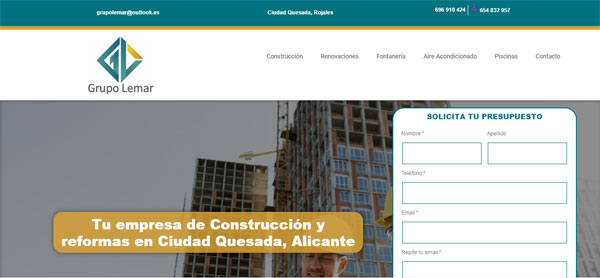 grupolemar@outlook.es
Ciudad Quesada, Rojales
696 910 424 | 654 832 957
Construcción
Renovaciones
Fontanería
Aire Acondicionado
Piscinas
Contacto
Grupo Lemar
SOLICITA TU PRESUPUESTO
Nombre *
Apellido
Teléfono *
Email *
Repite tu email *
Tu empresa de Construcción y
reformas en Ciudad Quesada, Alicante